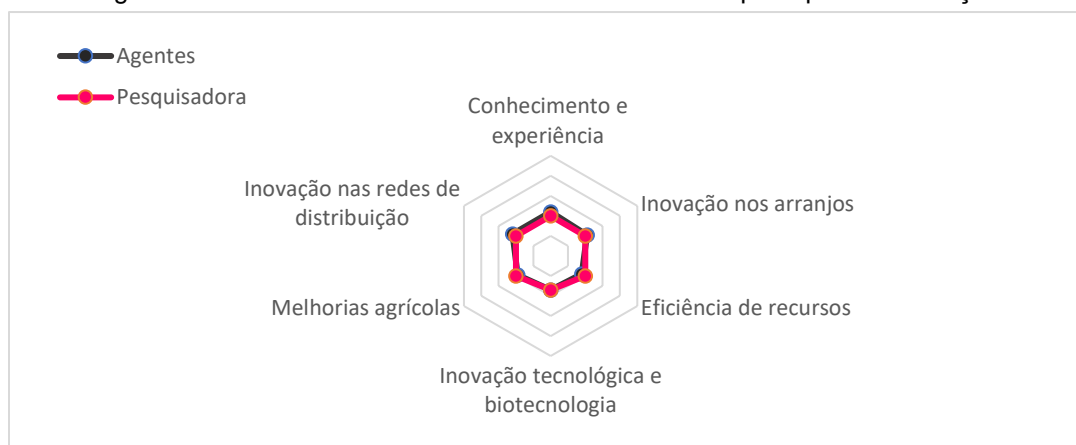 Agentes
Pesquisadora
Conhecimento e
experiência
Inovação nas redes de
distribuição
Inovação nos arranjos
Melhorias agrícolas
Eficiência de recursos
Inovação tecnológica e
biotecnologia